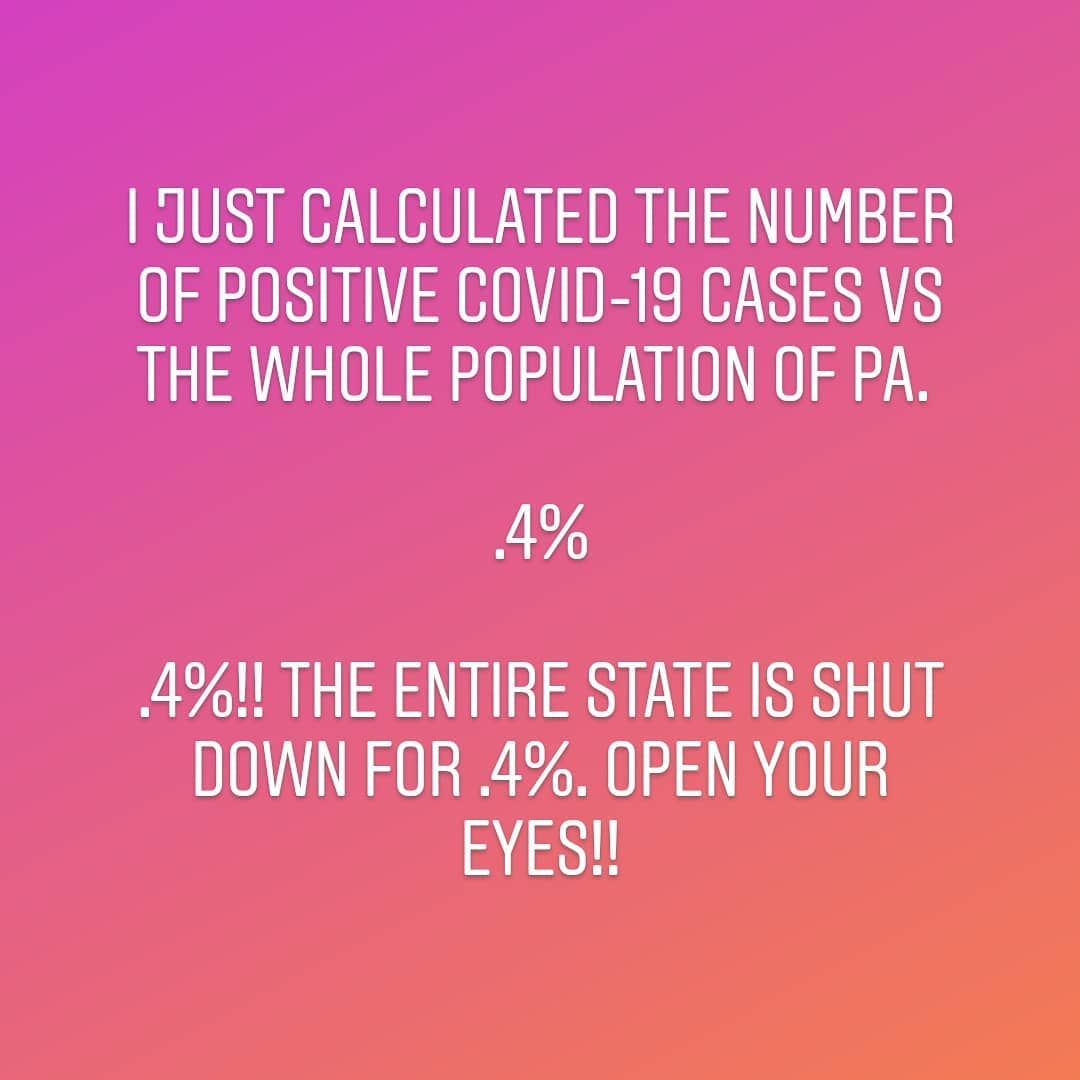 I JUST CALCULATED THE NUMBER
OF POSITIVE COVID-19 CASES VS
THE WHOLE POPULATION OF PA.
.4%
.4%!! THE ENTIRE STATE IS SHUT
DOWN FOR .4%. OPEN YOUR
EYES!!